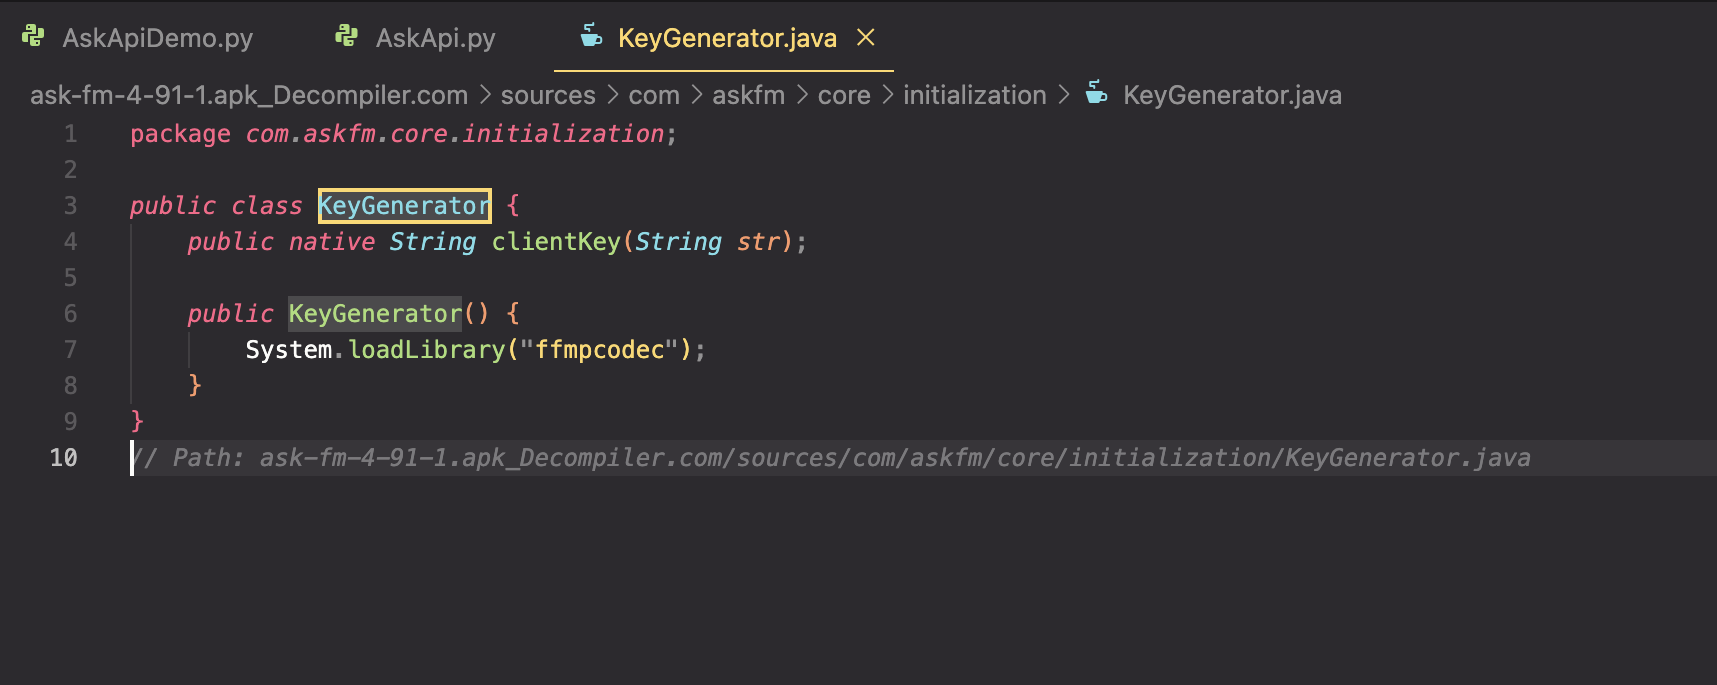 AskApiDemo.py AskApi.py KeyGenerator.java ×
ask-fm-4-91-1.apk_Decompiler.com > sources > com > askfm > core > initialization > KeyGenerator.java
1 package com.askfm.core.initialization;
2
3 public class KeyGenerator {
4 public native String clientKey(String str);
5
6 public KeyGenerator() {
7 System.loadLibrary("ffmpcodec");
8 }
9 }
10 // Path: ask-fm-4-91-1.apk_Decompiler.com/sources/com/askfm/core/initialization/KeyGenerator.java